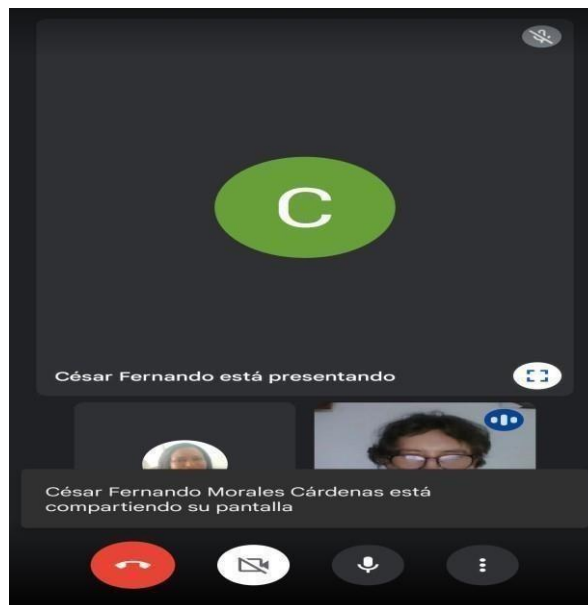 C
César Fernando está presentando
César Fernando Morales Cárdenas está
compartiendo su pantalla